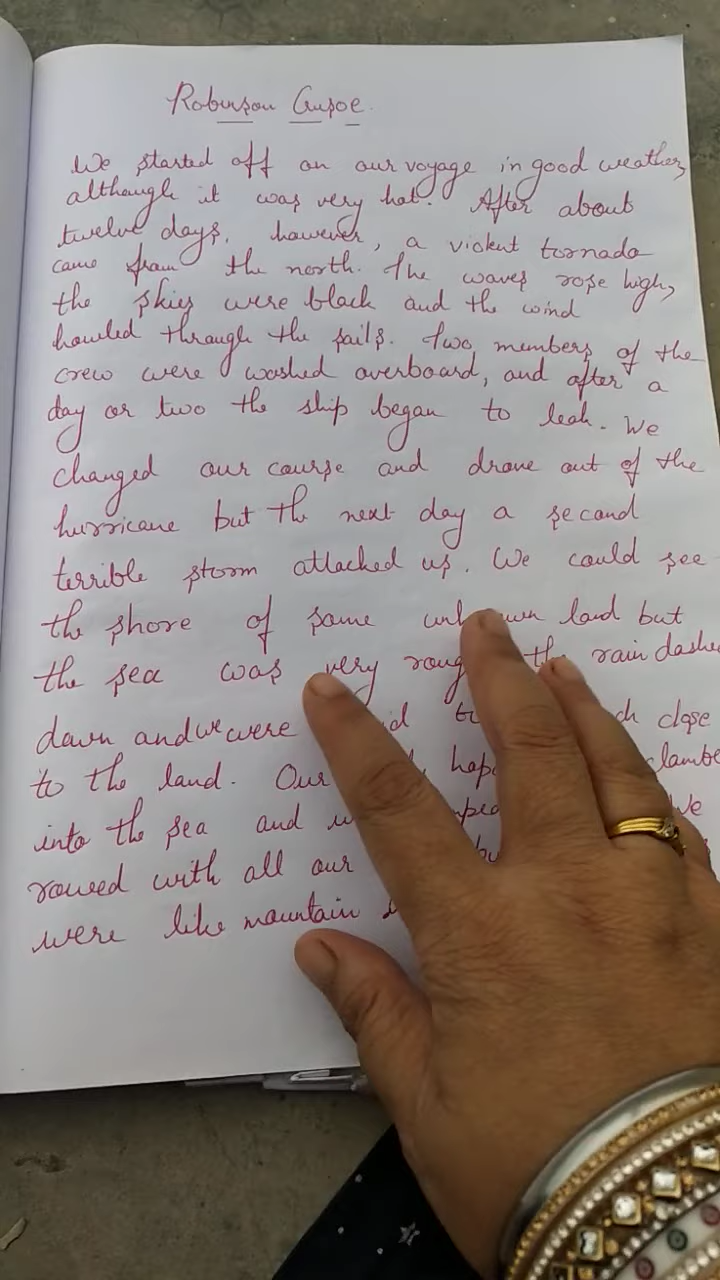 Robinson Crusoe.
We started off on our voyage in good weather,
although it was very hot. After about
twelve days, however, a violent tornado
came from the north. The waves rose high,
the skies were black and the wind
howled through the sails. Two members of the
crew were washed overboard, and after a
day or two the ship began to leak. We
changed our course and drove out of the
hurricane but the next day a second
terrible storm attacked us. We could see
the shore of some land but
the sea was very the rain dashe
down and we were close
to the land. Our
into the sea and We
rowed with all our
were like mountain